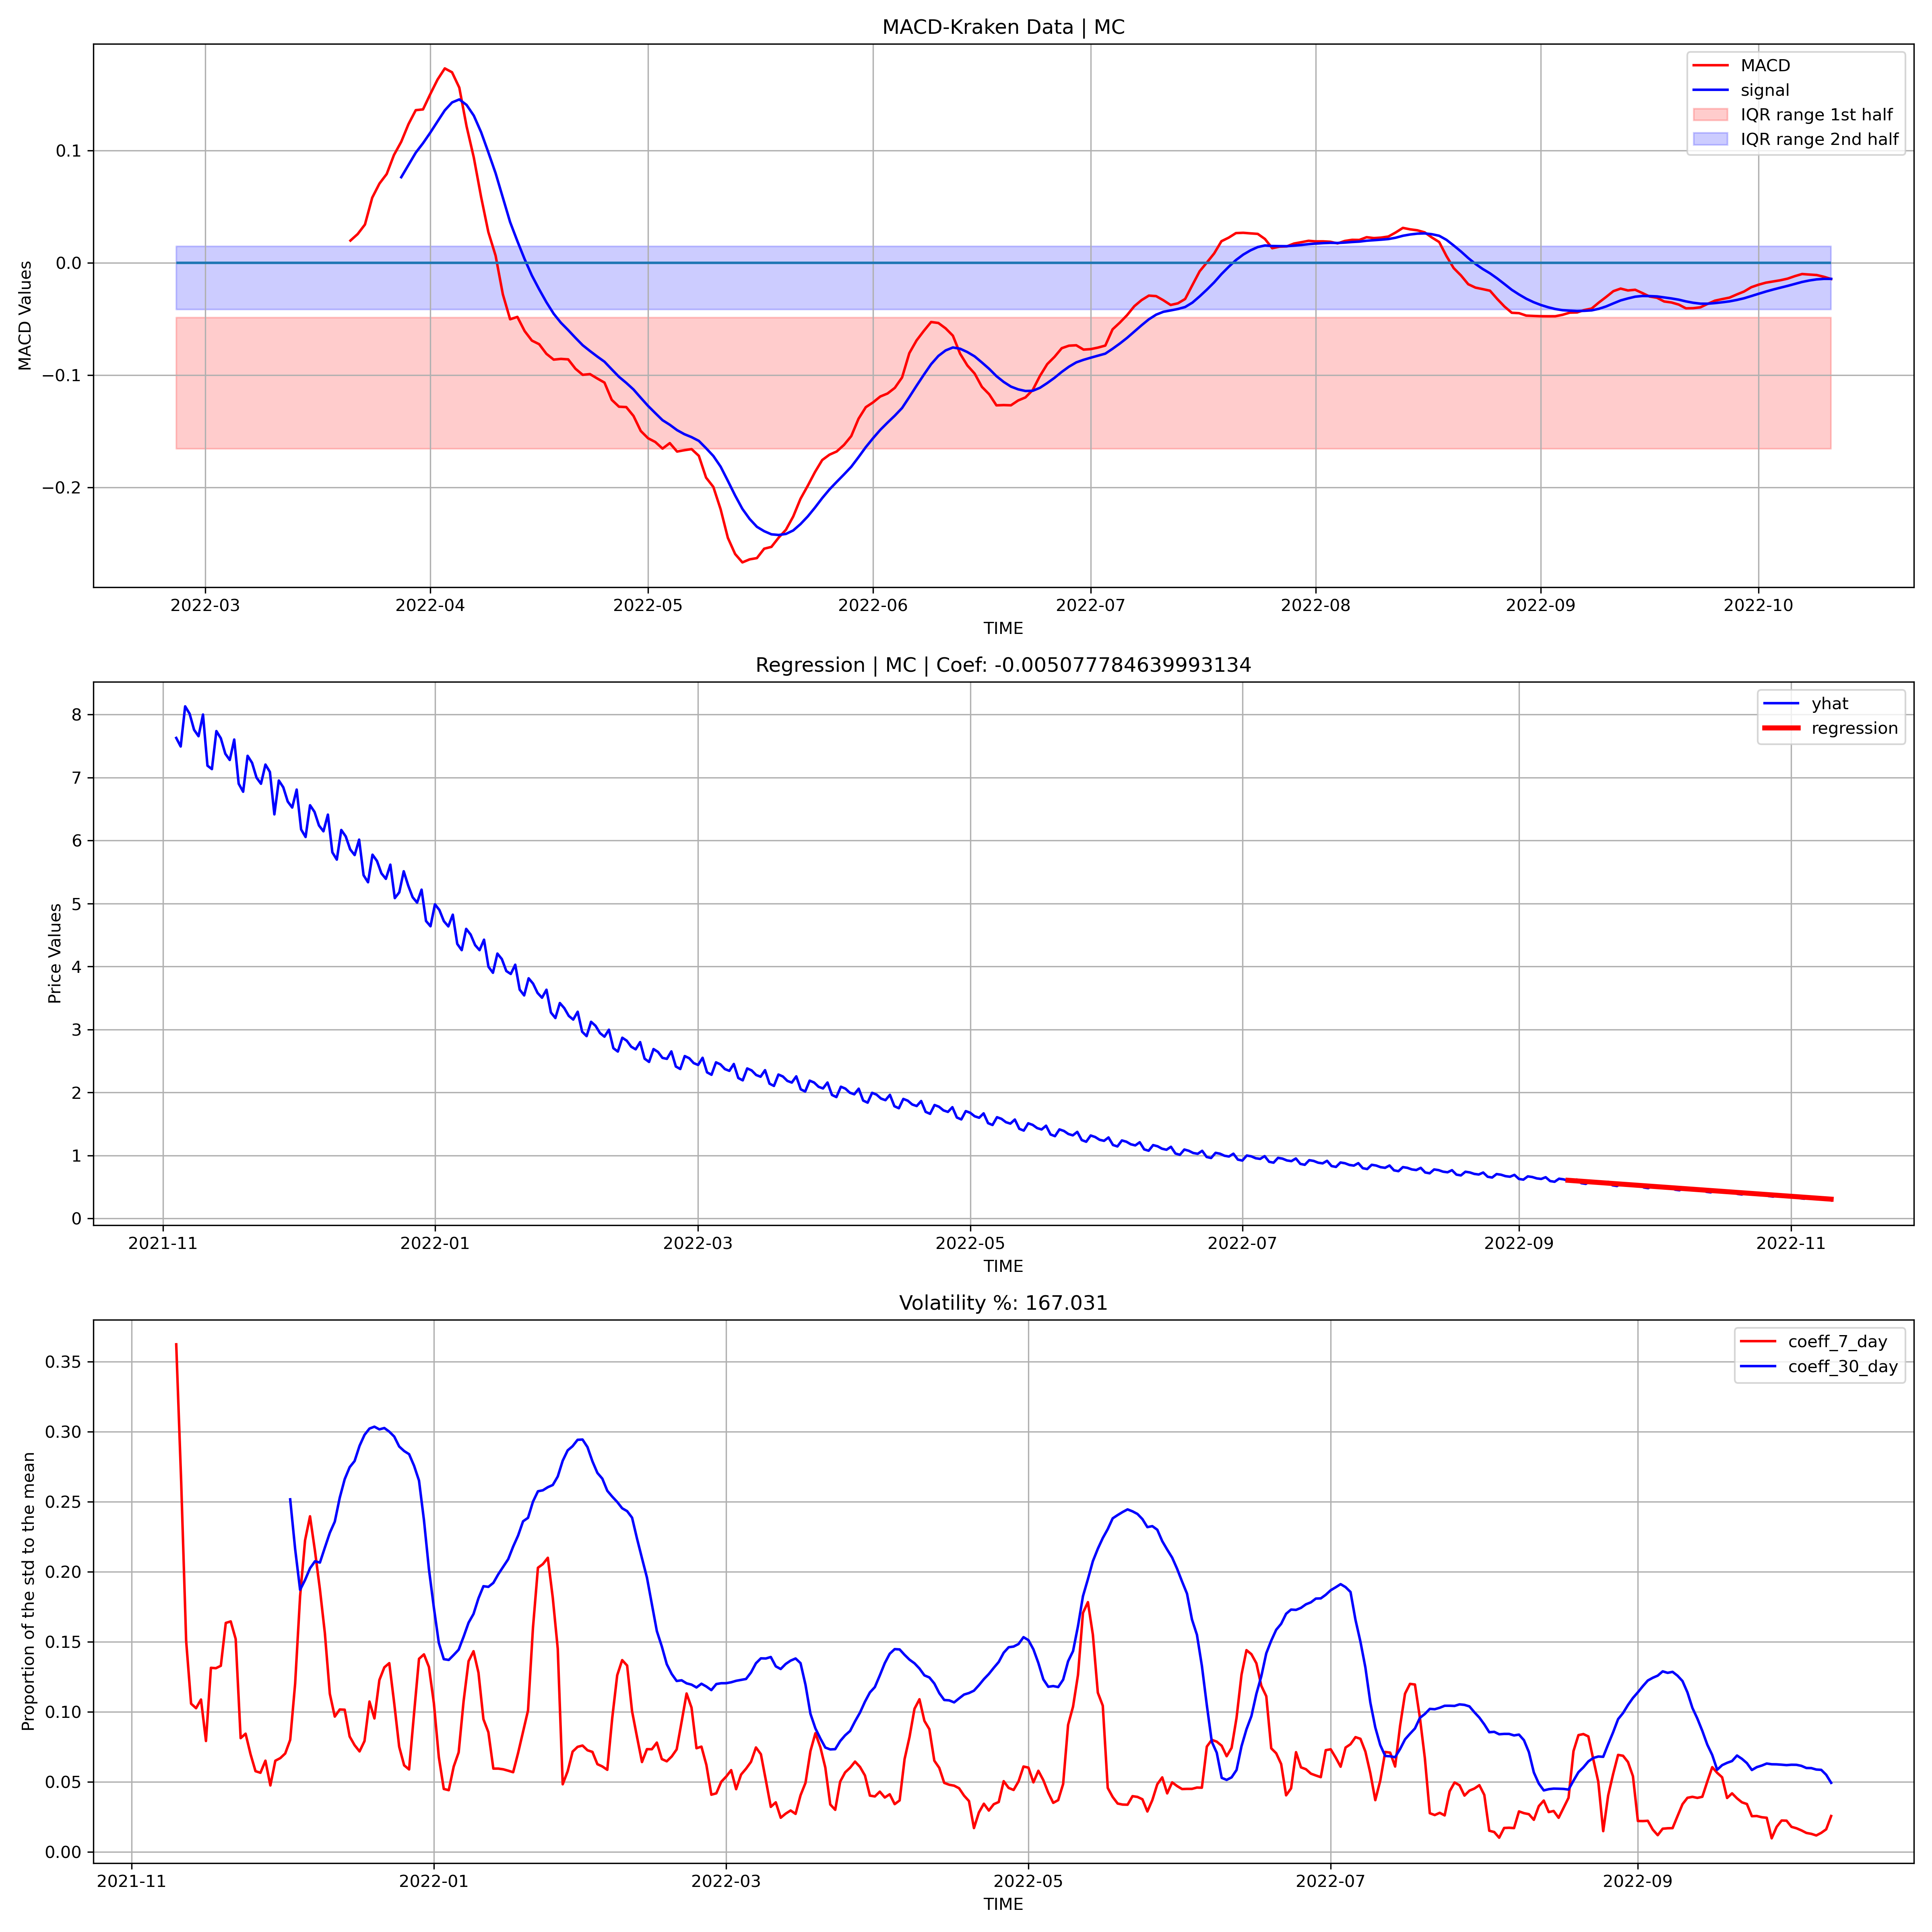 MACD-Kraken Data | MC
MACD
signal
IQR range 1st half
IQR range 2nd half
MACD Values
0.1
0.0
−0.1
−0.2
2022-03 2022-04 2022-05 2022-06 2022-07 2022-08 2022-09 2022-10
TIME
Regression | MC | Coef: -0.005077784639993134
yhat
regression
Price Values
8
7
6
5
4
3
2
1
0
2021-11 2022-01 2022-03 2022-05 2022-07 2022-09 2022-11
TIME
Volatility %: 167.031
coeff_7_day
coeff_30_day
Proportion of the std to the mean
0.35
0.30
0.25
0.20
0.15
0.10
0.05
0.00
2021-11 2022-01 2022-03 2022-05 2022-07 2022-09
TIME